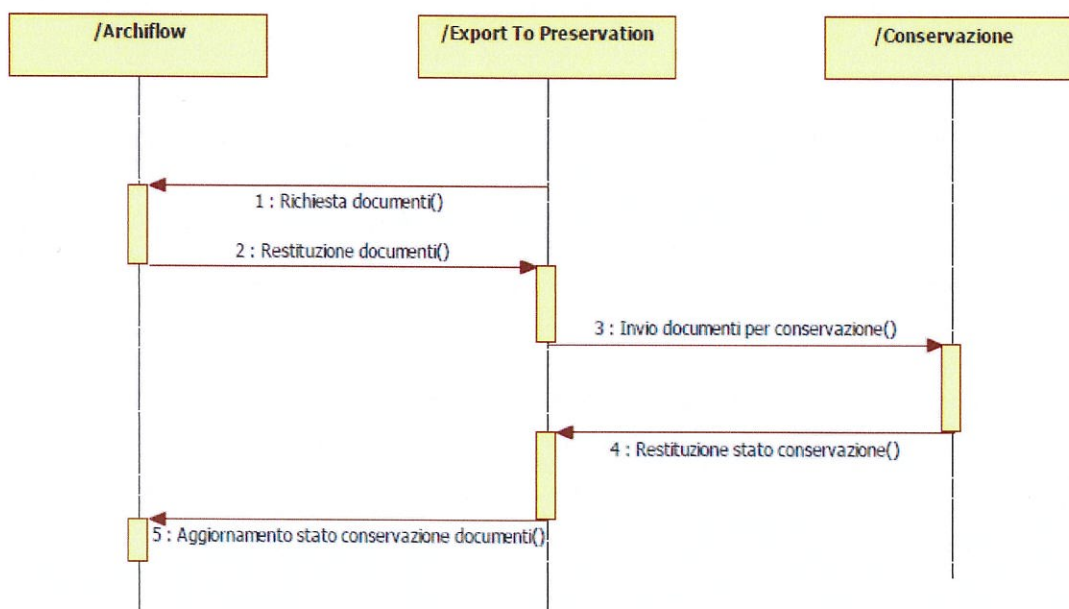 /Archiflow
/Export To Preservation
/Conservazione
1 : Richiesta documenti()
2 : Restituzione documenti()
3 : Invio documenti per conservazione()
4 : Restituzione stato conservazione()
5 : Aggiornamento stato conservazione documenti()